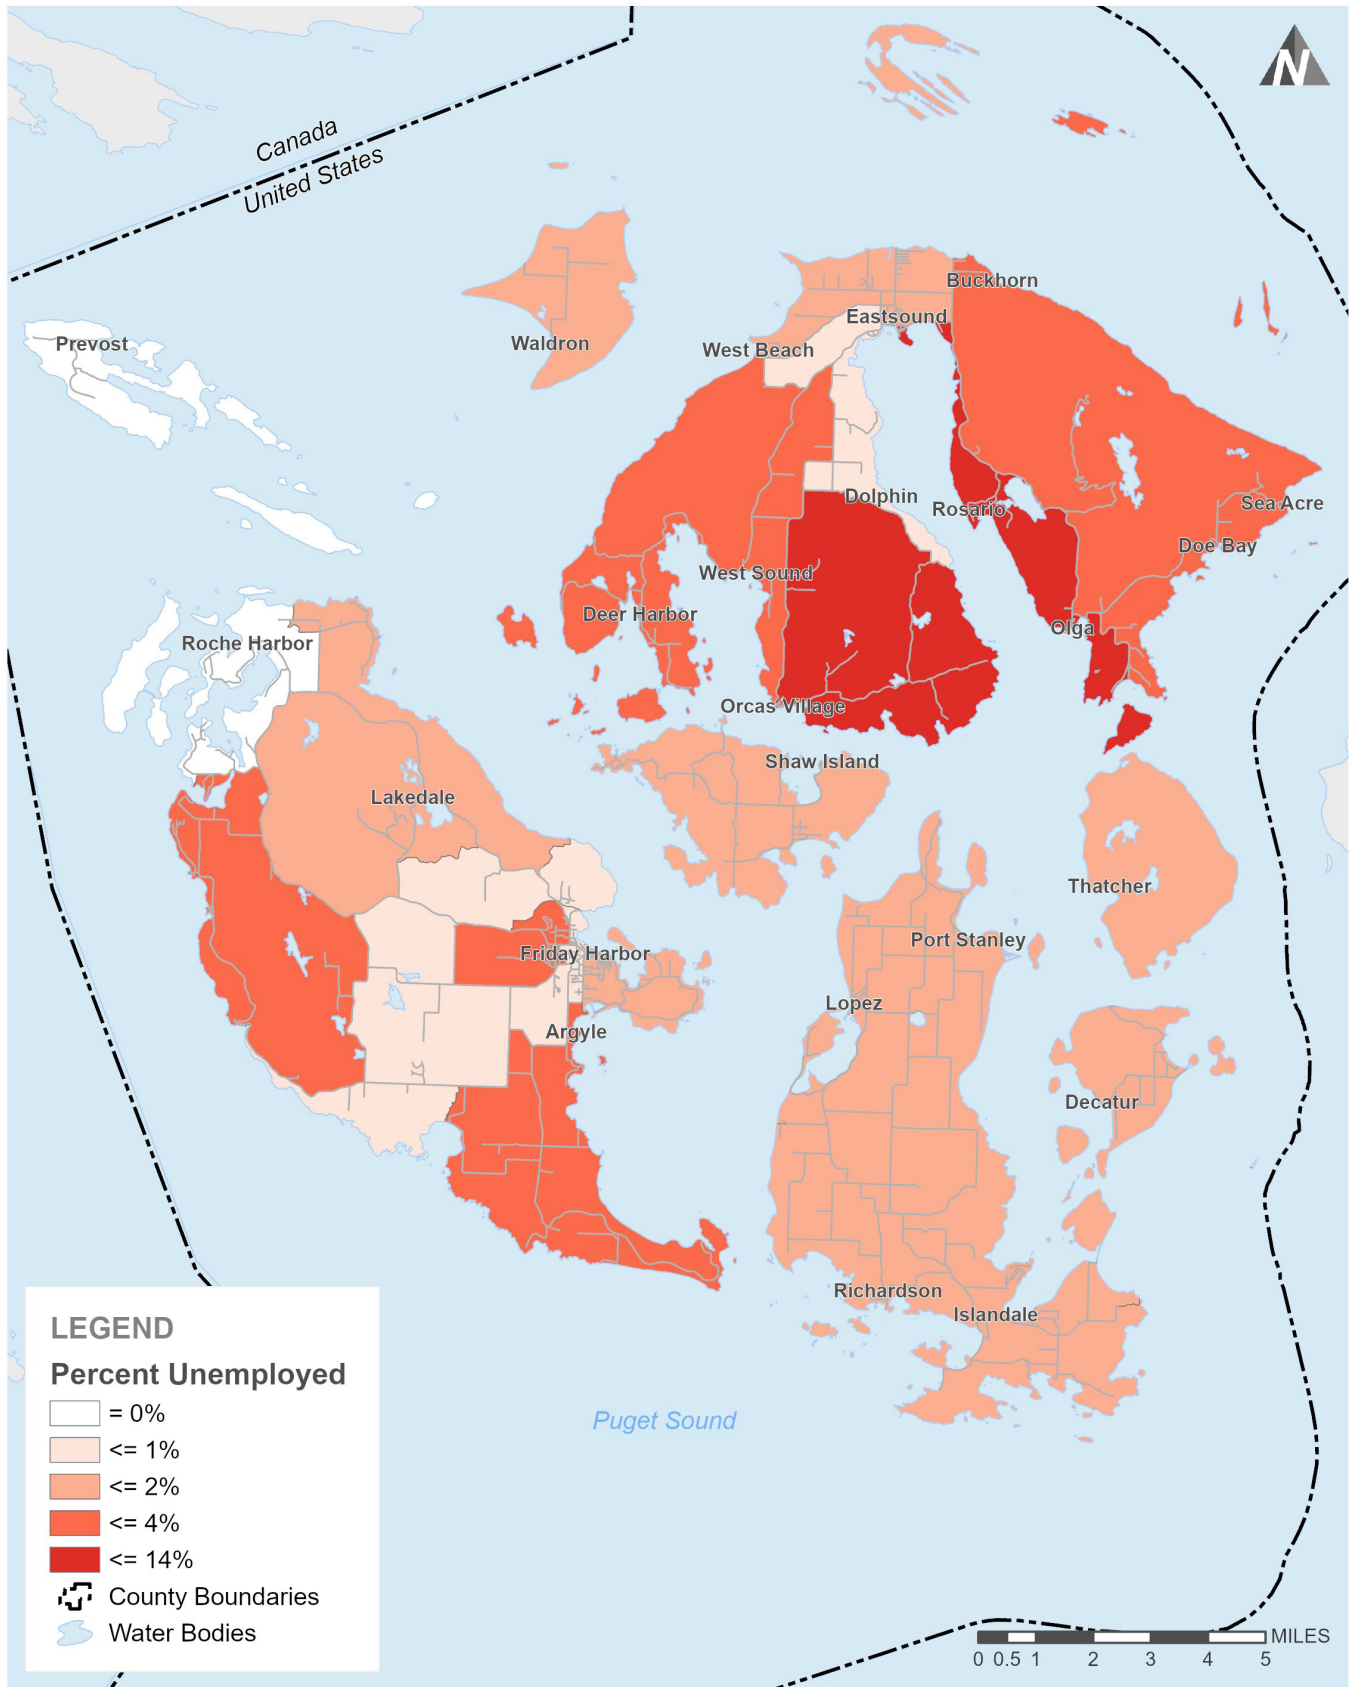 N
Canada
United States
Buckhorn
Eastsound
Prevost
Waldron
West Beach
Dolphin
Rosario
Sea Acre
Doe Bay
West Sound
Deer Harbor
Olga
Roche Harbor
Orcas Village
Shaw Island
Lakedale
Thatcher
Port Stanley
Friday Harbor
Lopez
Argyle
Decatur
Richardson
Islandale
Puget Sound
LEGEND
Percent Unemployed
= 0%
<= 1%
<= 2%
<= 4%
<= 14%
County Boundaries
Water Bodies
MILES
0 0.5 1 2 3 4 5